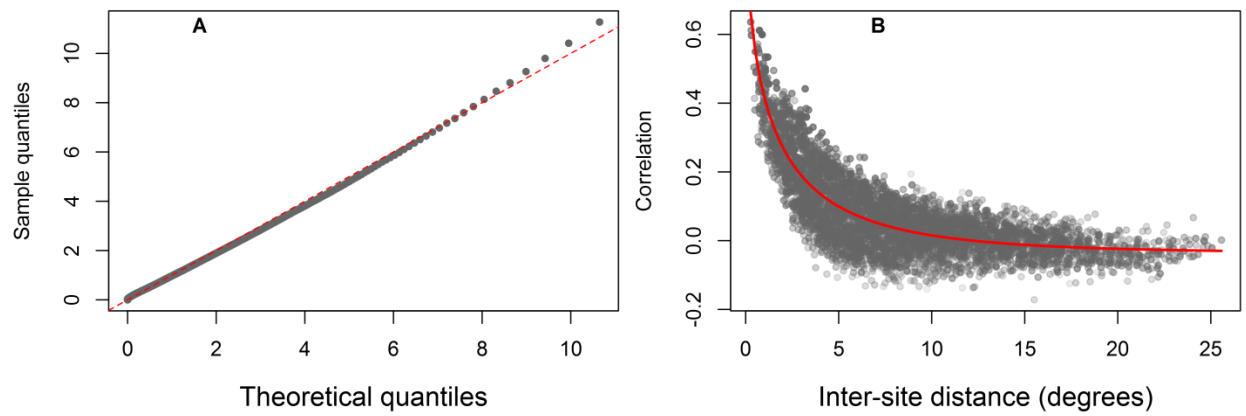 A
Sample quantiles
10
8
6
4
2
0
0 2 4 6 8 10
Theoretical quantiles
B
Correlation
0.6
0.4
0.2
0.0
-0.2
0 5 10 15 20 25
Inter-site distance (degrees)